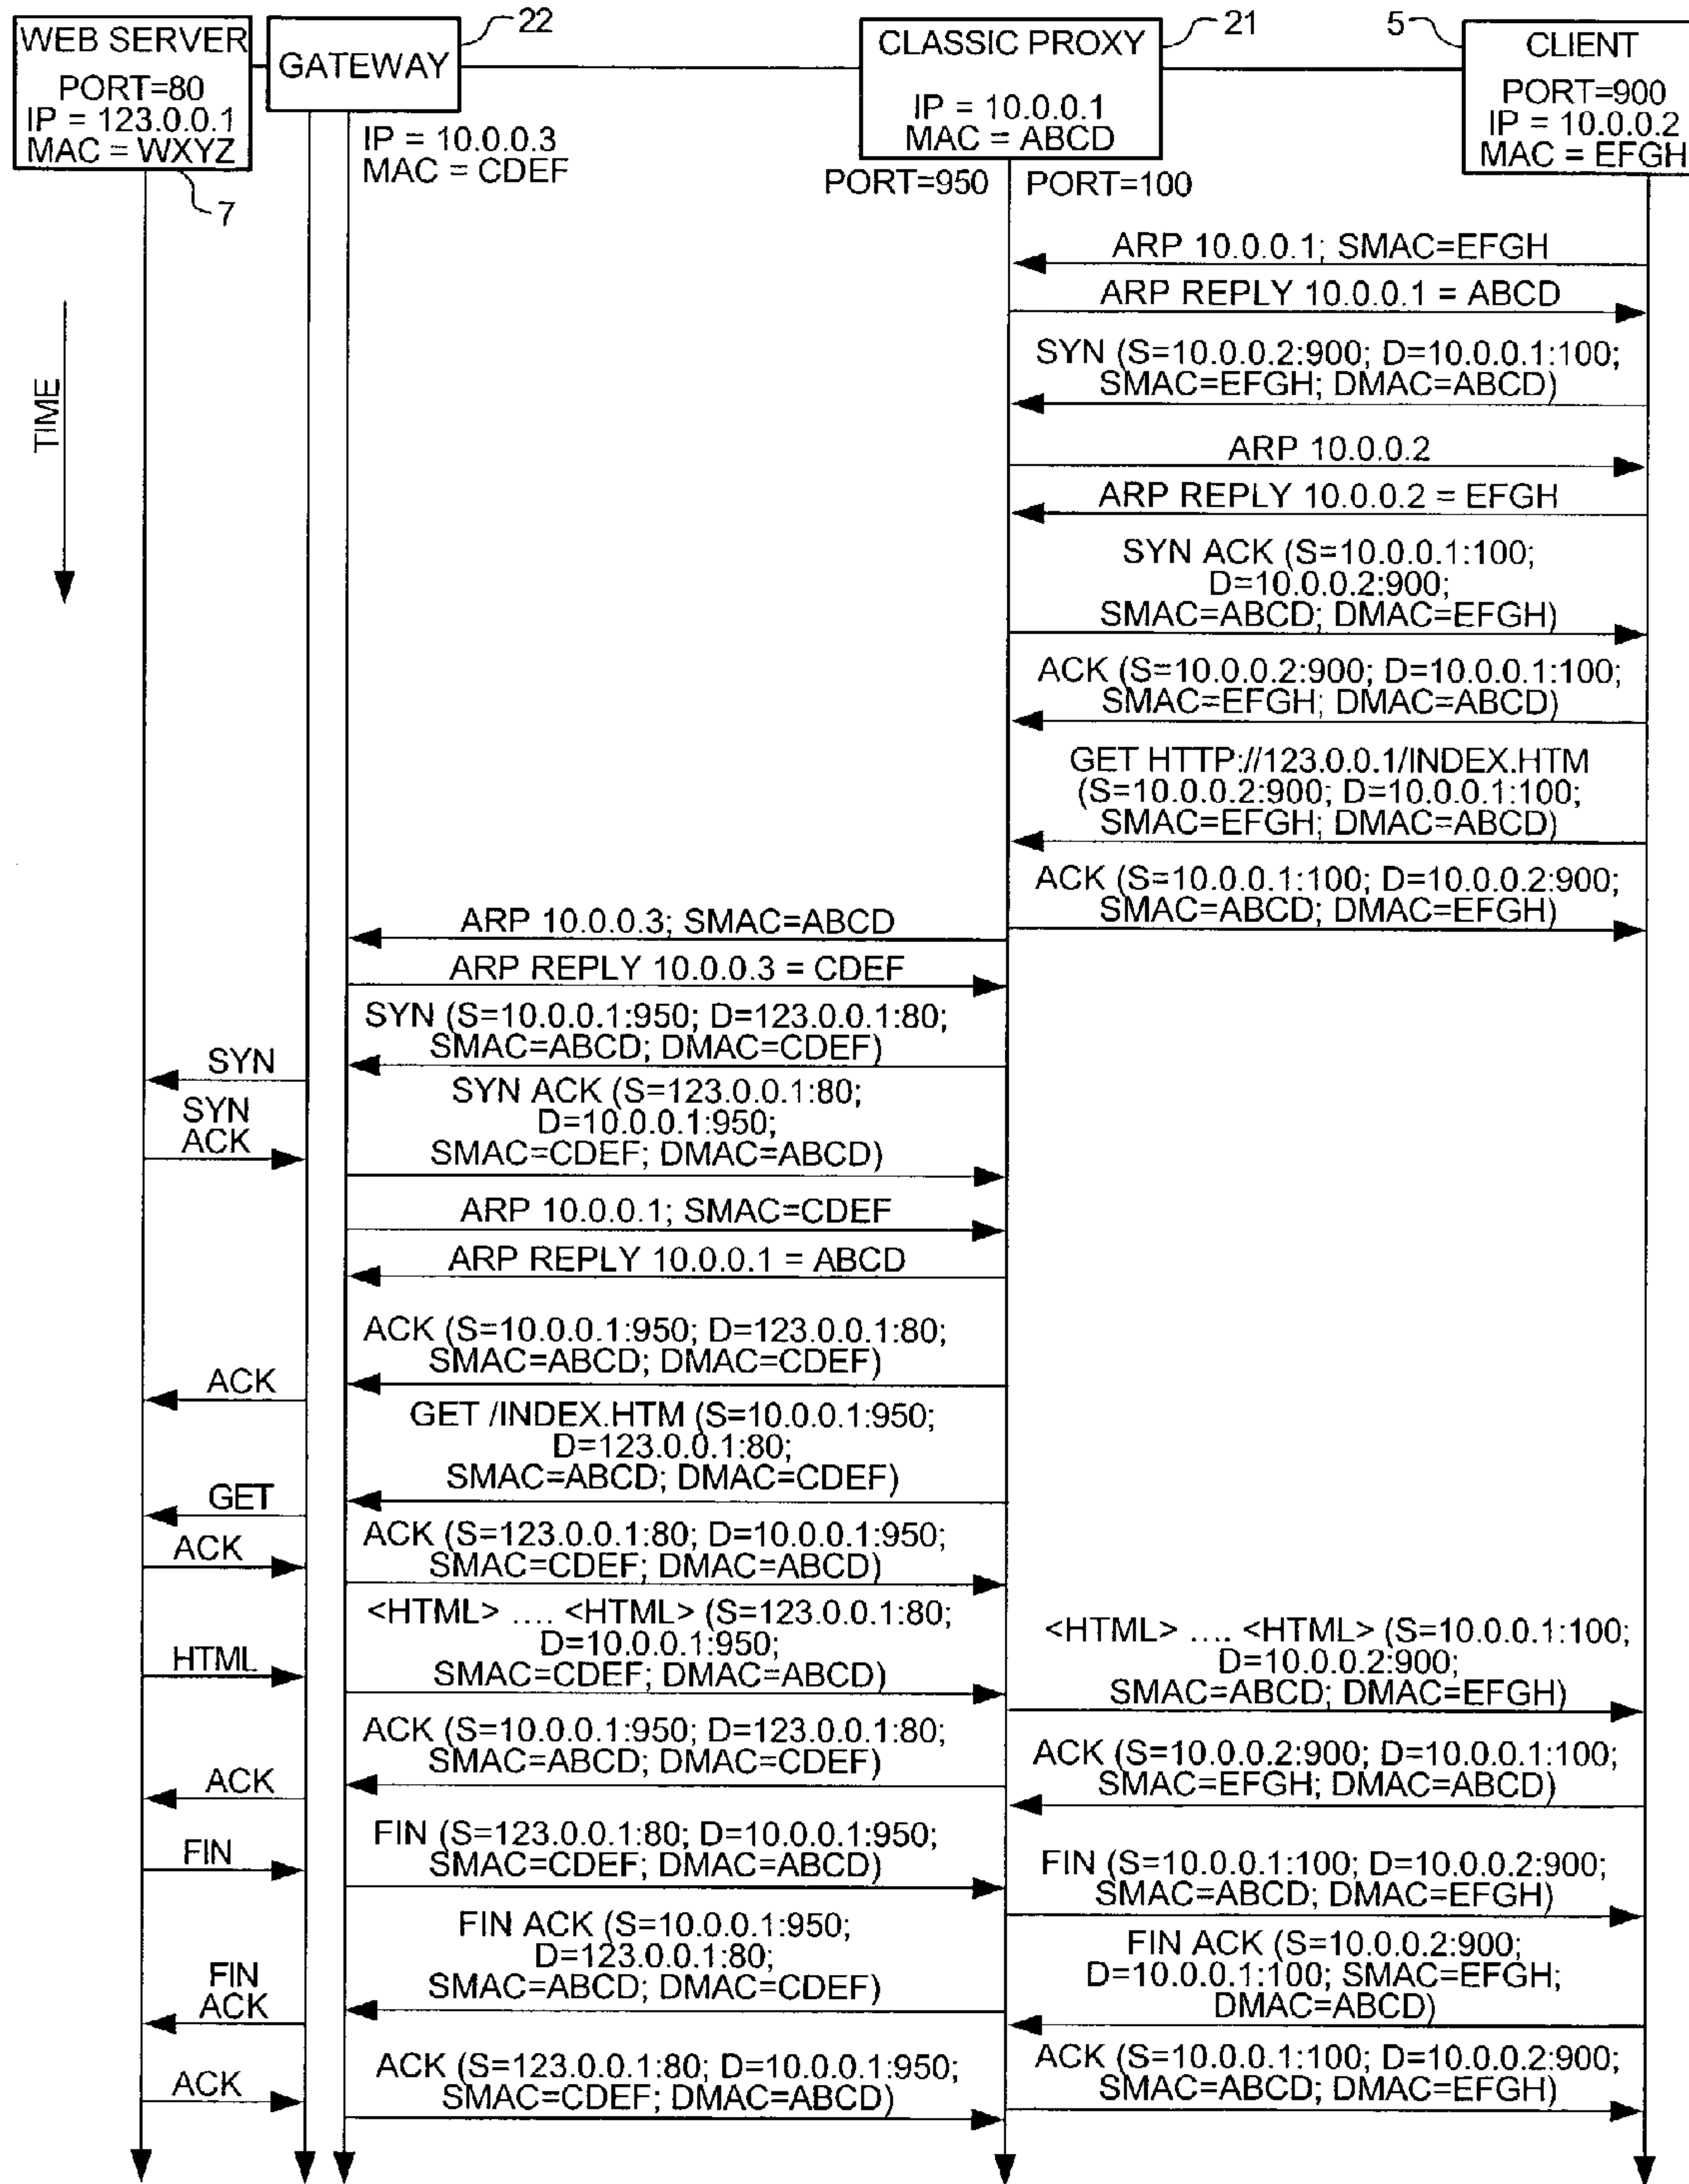 22
21
5
WEB SERVER
PORT=80
IP = 123.0.0.1
MAC = WXYZ
7
GATEWAY
IP = 10.0.0.3
MAC = CDEF
CLASSIC PROXY
IP = 10.0.0.1
MAC = ABCD
PORT=950
PORT=100
CLIENT
PORT=900
IP = 10.0.0.2
MAC = EFGH
TIME
ARP 10.0.0.1; SMAC=EFGH
ARP REPLY 10.0.0.1 = ABCD
SYN (S=10.0.0.2:900; D=10.0.0.1:100;
SMAC=EFGH; DMAC=ABCD)
ARP 10.0.0.2
ARP REPLY 10.0.0.2 = EFGH
SYN ACK (S=10.0.0.1:100;
D=10.0.0.2:900;
SMAC=ABCD; DMAC=EFGH)
ACK (S=10.0.0.2:900; D=10.0.0.1:100;
SMAC=EFGH; DMAC=ABCD)
GET HTTP://123.0.0.1/INDEX.HTM
(S=10.0.0.2:900; D=10.0.0.1:100;
SMAC=EFGH; DMAC=ABCD)
ACK (S=10.0.0.1:100; D=10.0.0.2:900;
SMAC=ABCD; DMAC=EFGH)
ARP 10.0.0.3; SMAC=ABCD
ARP REPLY 10.0.0.3 = CDEF
SYN (S=10.0.0.1:950; D=123.0.0.1:80;
SMAC=ABCD; DMAC=CDEF)
SYN
SYN ACK (S=123.0.0.1:80;
D=10.0.0.1:950;
SMAC=CDEF; DMAC=ABCD)
SYN
ACK
ARP 10.0.0.1; SMAC=CDEF
ARP REPLY 10.0.0.1 = ABCD
ACK (S=10.0.0.1:950; D=123.0.0.1:80;
SMAC=ABCD; DMAC=CDEF)
ACK
GET /INDEX.HTM (S=10.0.0.1:950;
D=123.0.0.1:80;
SMAC=ABCD; DMAC=CDEF)
GET
ACK
ACK (S=123.0.0.1:80; D=10.0.0.1:950;
SMAC=CDEF; DMAC=ABCD)
HTML
<HTML> .... <HTML> (S=123.0.0.1:80;
D=10.0.0.1:950;
SMAC=CDEF; DMAC=ABCD)
<HTML> .... <HTML> (S=10.0.0.1:100;
D=10.0.0.2:900;
SMAC=ABCD; DMAC=EFGH)
ACK (S=10.0.0.1:950; D=123.0.0.1:80;
SMAC=ABCD; DMAC=CDEF)
ACK (S=10.0.0.2:900; D=10.0.0.1:100;
SMAC=EFGH; DMAC=ABCD)
ACK
FIN
FIN (S=123.0.0.1:80; D=10.0.0.1:950;
SMAC=CDEF; DMAC=ABCD)
FIN (S=10.0.0.1:100; D=10.0.0.2:900;
SMAC=ABCD; DMAC=EFGH)
FIN ACK (S=10.0.0.1:950;
D=123.0.0.1:80;
SMAC=ABCD; DMAC=CDEF)
FIN ACK (S=10.0.0.2:900;
D=10.0.0.1:100; SMAC=EFGH;
DMAC=ABCD)
FIN
ACK
ACK
ACK (S=123.0.0.1:80; D=10.0.0.1:950;
SMAC=CDEF; DMAC=ABCD)
ACK (S=10.0.0.1:100; D=10.0.0.2:900;
SMAC=ABCD; DMAC=EFGH)